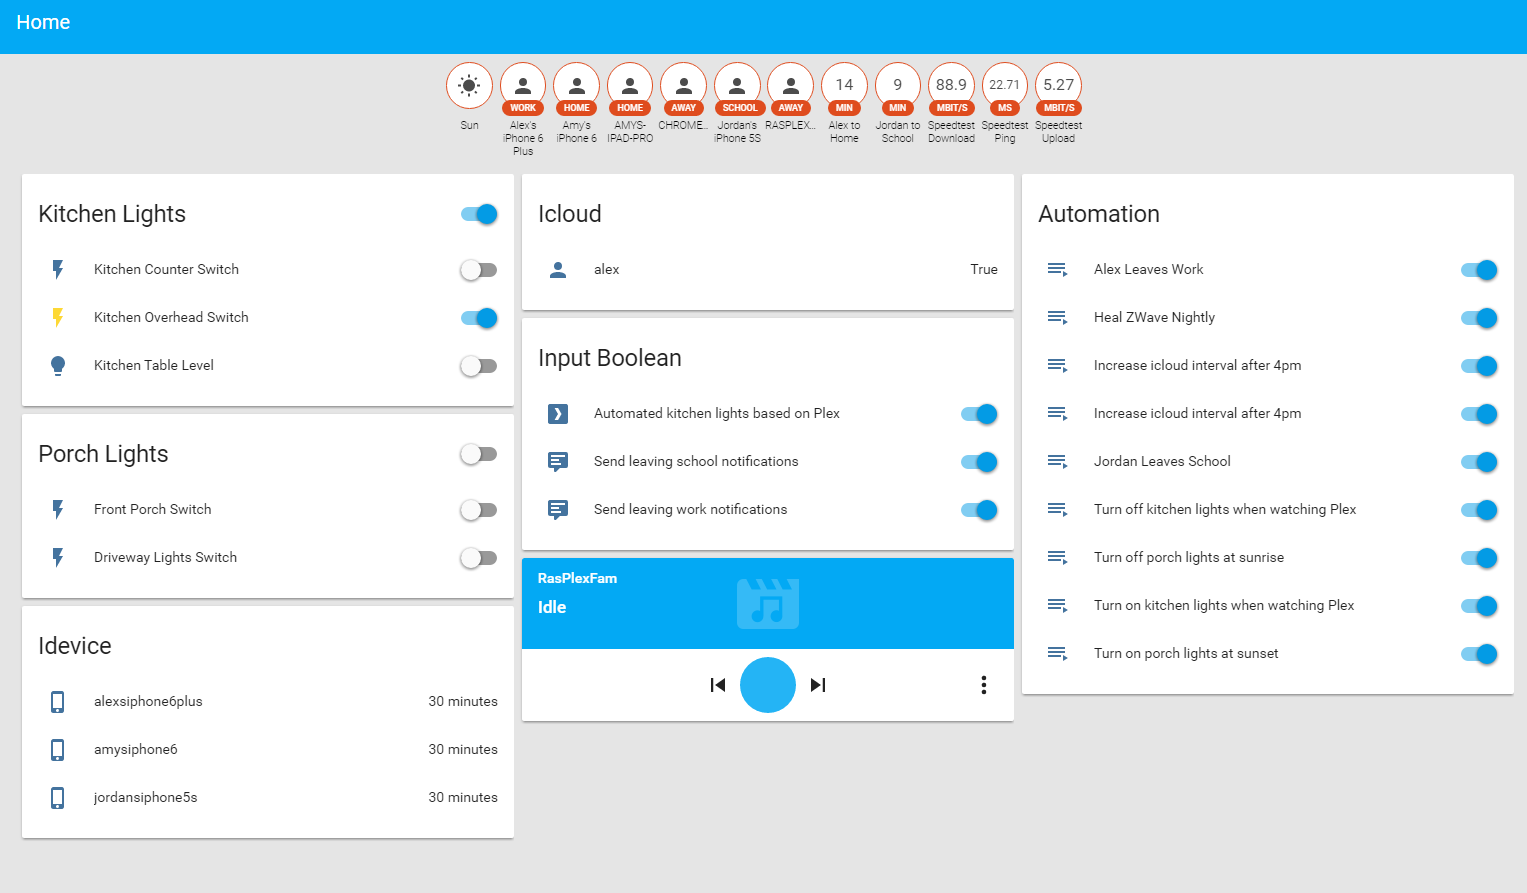 Home
14
9
88.9
22.71
5.27
WORK
HOME
HOME
AWAY
SCHOOL
AWAY
MIN
MIN
MBIT/S
MS
MBIT/S
Sun
Alex's
iPhone 6
Plus
Amy's
iPhone 6
AMYS-
IPAD-PRO
CHROME...
Jordan's
iPhone 5S
RASPLEX...
Alex to
Home
Jordan to
School
Speedtest
Download
Speedtest
Ping
Speedtest
Upload
Kitchen Lights
Kitchen Counter Switch
Kitchen Overhead Switch
Kitchen Table Level
Porch Lights
Front Porch Switch
Driveway Lights Switch
Idevice
alexsiphone6plus 30 minutes
amysiphone6 30 minutes
jordansiphone5s 30 minutes
Icloud
alex True
Input Boolean
Automated kitchen lights based on Plex
Send leaving school notifications
Send leaving work notifications
RasPlexFam
Idle
Automation
Alex Leaves Work
Heal ZWave Nightly
Increase icloud interval after 4pm
Increase icloud interval after 4pm
Jordan Leaves School
Turn off kitchen lights when watching Plex
Turn off porch lights at sunrise
Turn on kitchen lights when watching Plex
Turn on porch lights at sunset